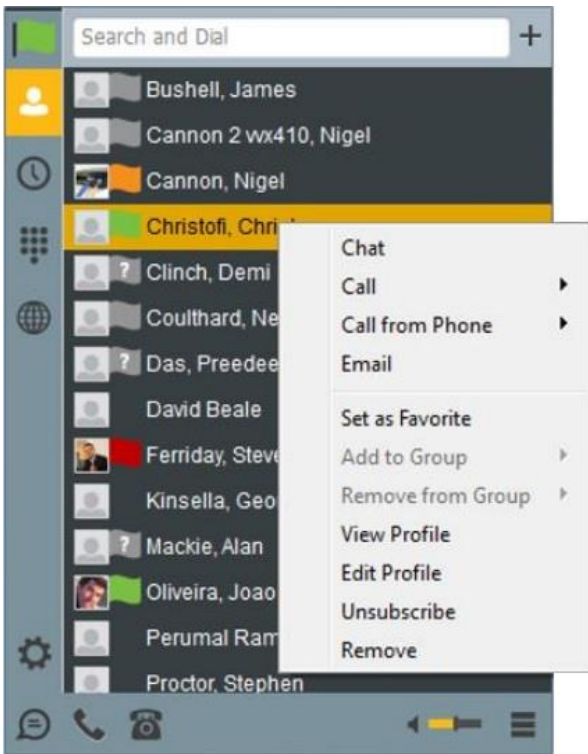 Search and Dial
Bushell, James
Cannon 2 vx410, Nigel
Cannon, Nigel
Christofi, Chri
Chat
Call
Clinch, Demi
Call from Phone
Coulthard, Ne
Email
Das, Preedee
David Beale
Set as Favorite
Ferriday, Steve
Add to Group
Kinsella, Geo
Remove from Group
View Profile
Mackie, Alan
Edit Profile
Oliveira, Joao
Unsubscribe
Perumal Ram
Remove
Proctor, Stephen